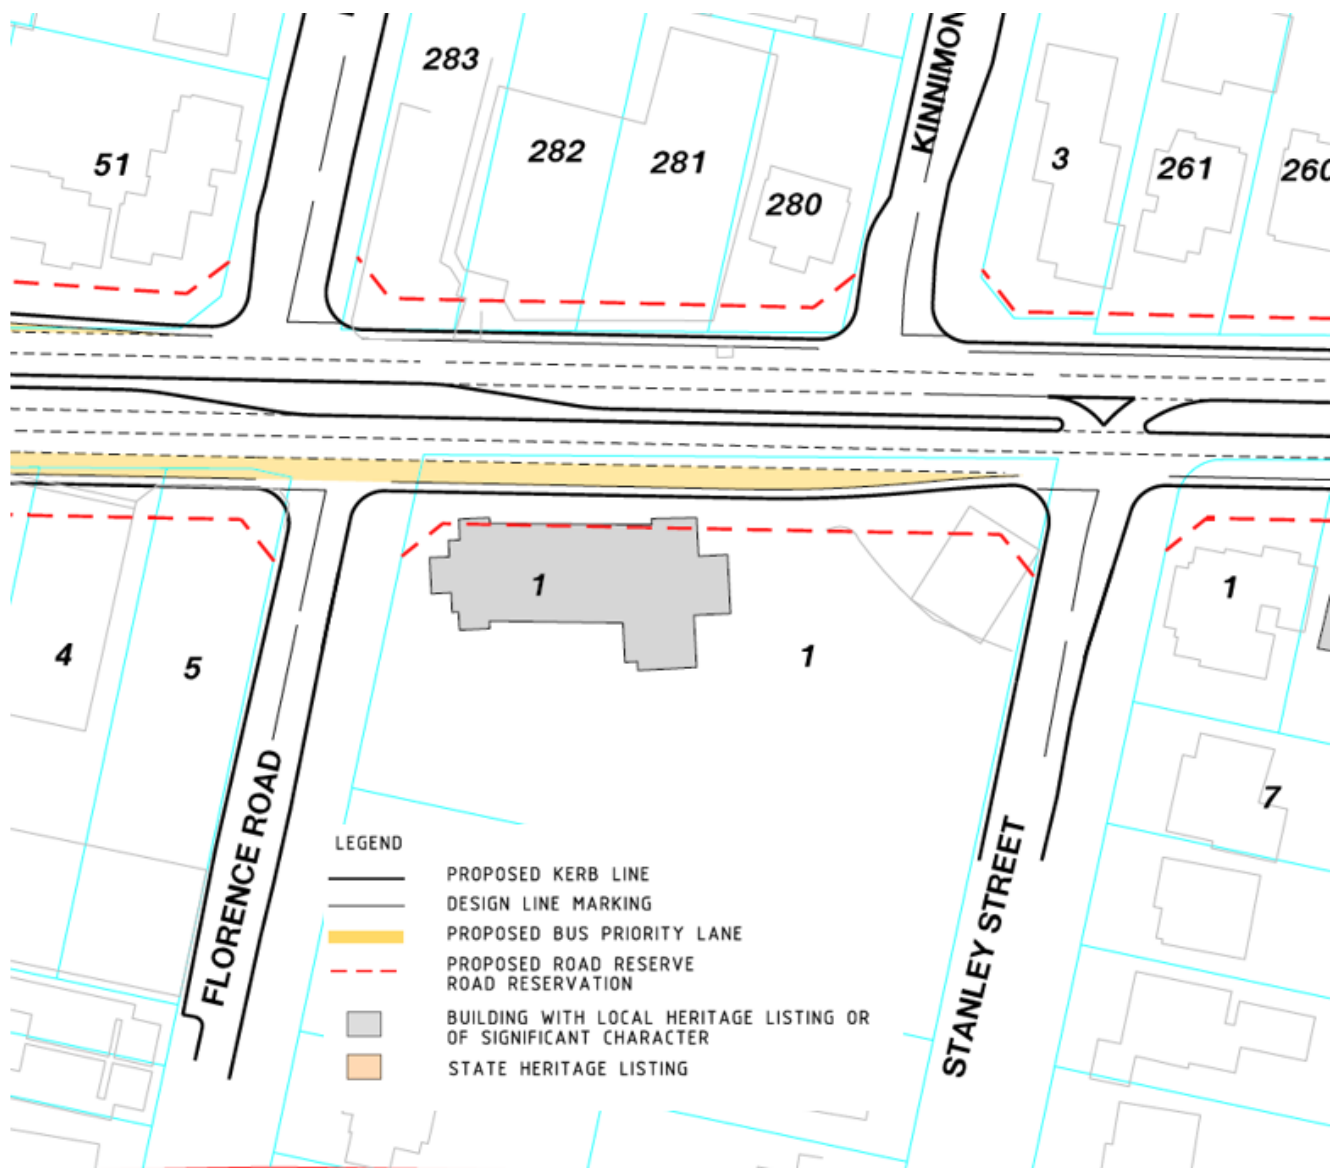 283
KINNIMON
51
282
281
3
261
260
280
1
1
1
4
5
7
FLORENCE ROAD
STANLEY STREET
LEGEND
PROPOSED KERB LINE
DESIGN LINE MARKING
PROPOSED BUS PRIORITY LANE
PROPOSED ROAD RESERVE
ROAD RESERVATION
BUILDING WITH LOCAL HERITAGE LISTING OR
OF SIGNIFICANT CHARACTER
STATE HERITAGE LISTING